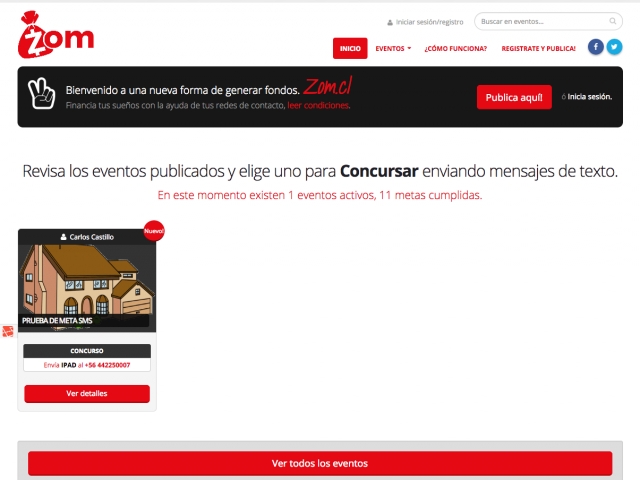 Zom
Iniciar sesión/registro
Buscar en eventos...
INICIO
EVENTOS
¿CÓMO FUNCIONA?
REGISTRATE Y PUBLICA!
Bienvenido a una nueva forma de generar fondos. Zom.cl
Financia tus sueños con la ayuda de tus redes de contacto, leer condiciones.
Publica aquí!
ó Inicia sesión.
Revisa los eventos publicados y elige uno para Concursar enviando mensajes de texto.
En este momento existen 1 eventos activos, 11 metas cumplidas.
Carlos Castillo
Nuevo!
PRUEBA DE META SMS
CONCURSO
Envía IPAD al +56 442250007
Ver detalles
Ver todos los eventos